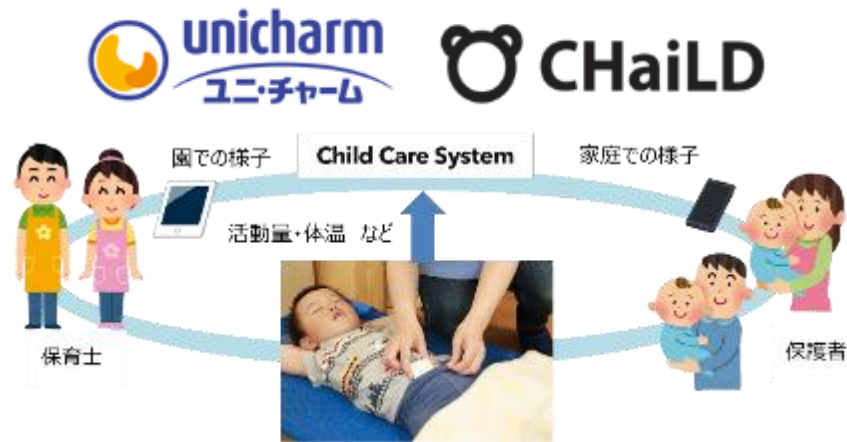 unicharm
ユニ・チャーム
CHaiLD
園での様子
Child Care System
家庭での様子
活動量・体温 など
保育士
保護者